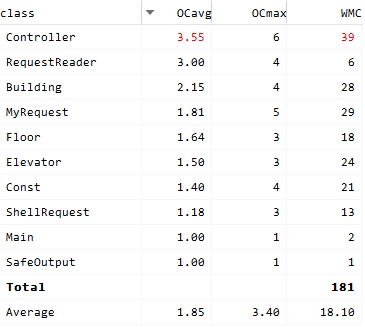 class OCavg OCmax WMC
Controller 3.55 6 39
RequestReader 3.00 4 6
Building 2.15 4 28
MyRequest 1.81 5 29
Floor 1.64 3 18
Elevator 1.50 3 24
Const 1.40 4 21
ShellRequest 1.18 3 13
Main 1.00 1 2
SafeOutput 1.00 1 1
Total 181
Average 1.85 3.40 18.10